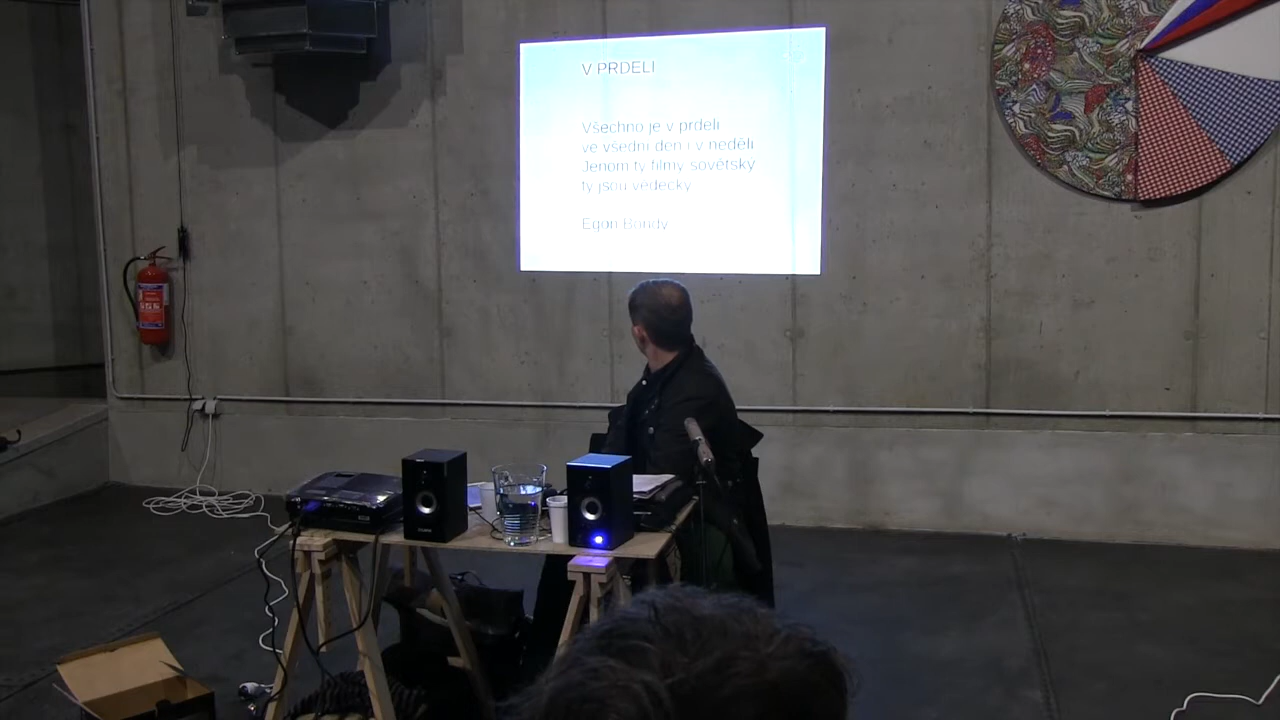 V PRDELI
Všechno je v prdeli
ve všední den i v neděli
Jenom ty filmy sovětský
ty jsou vědecký
Egon Bondy